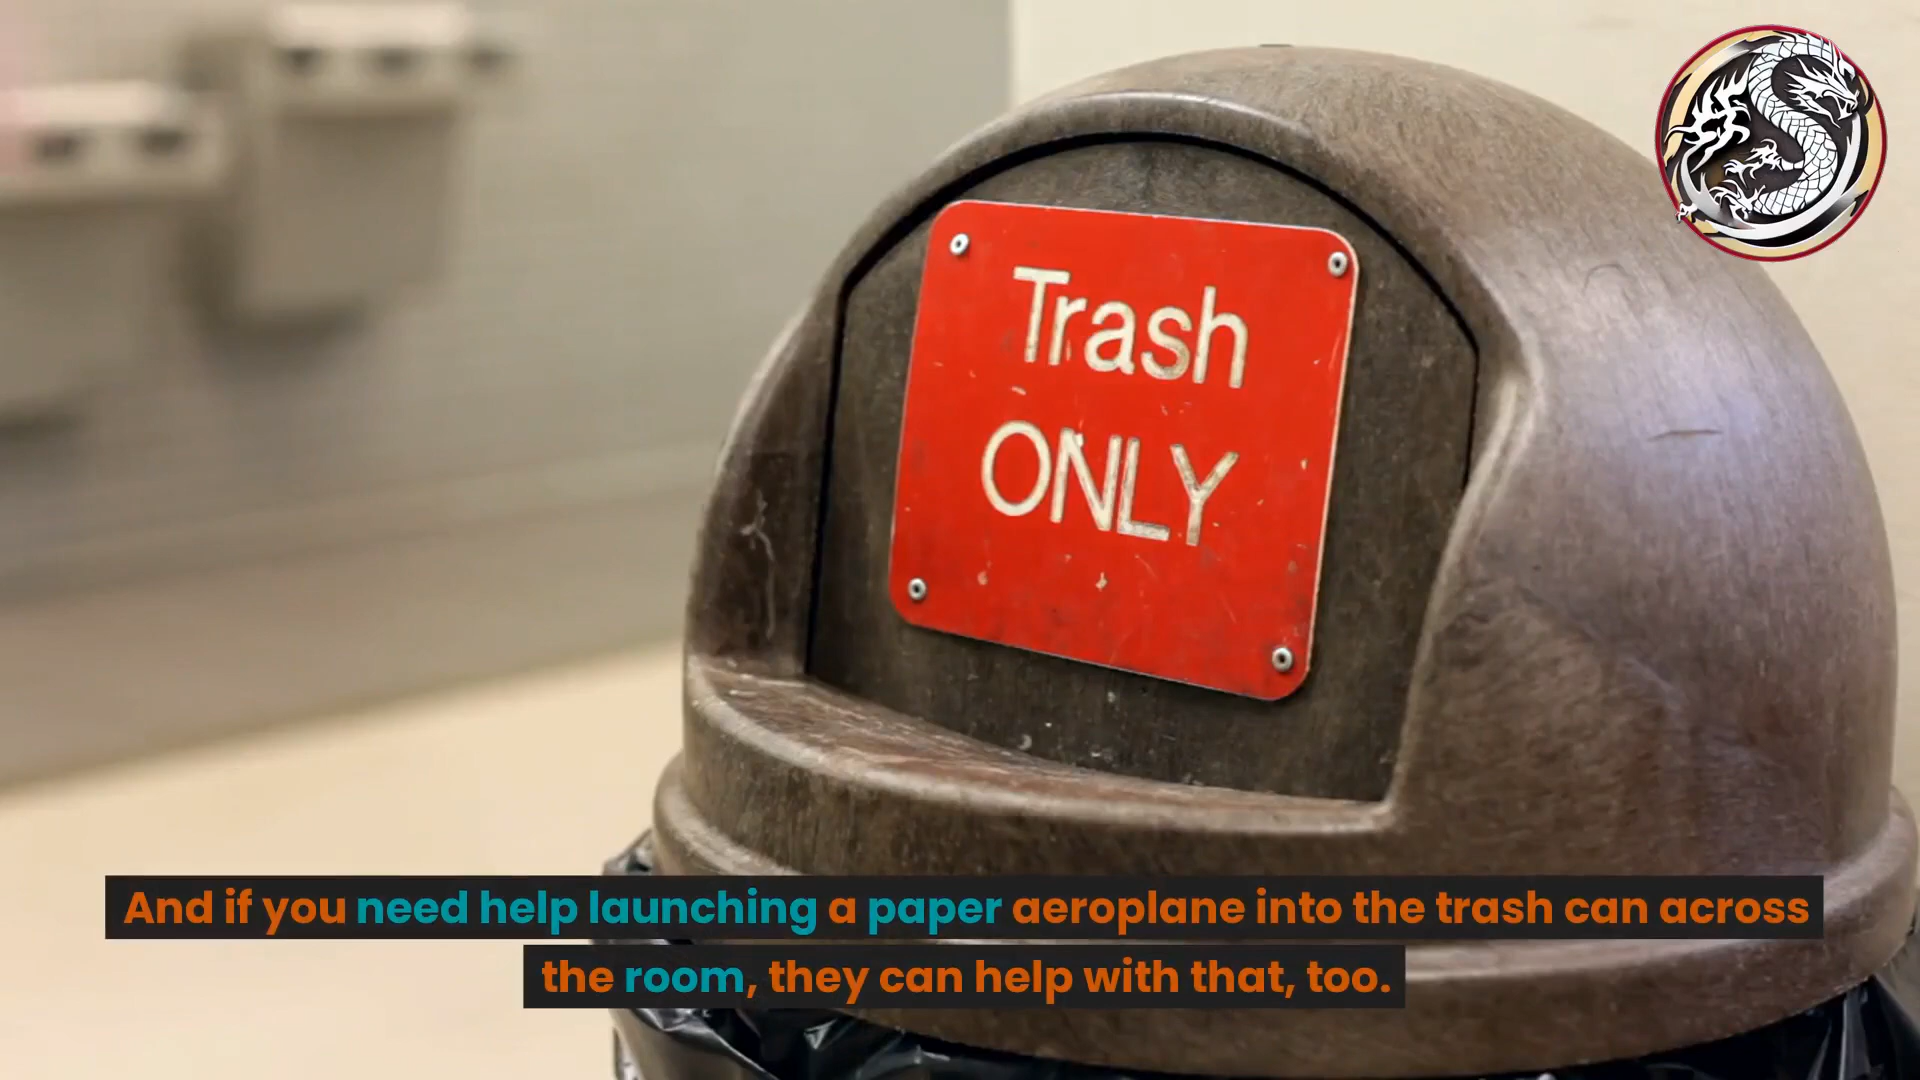 Trash
ONLY
And if you need help launching a paper aeroplane into the trash can across
the room, they can help with that, too.